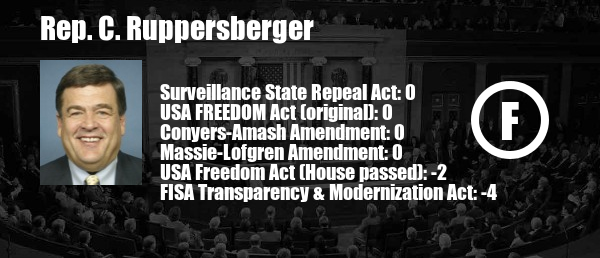 Rep. C. Ruppersberger
Surveillance State Repeal Act: 0
USA FREEDOM Act (original): 0
Conyers-Amash Amendment: 0
Massie-Lofgren Amendment: 0
USA Freedom Act (House passed): -2
FISA Transparency & Modernization Act: -4
F